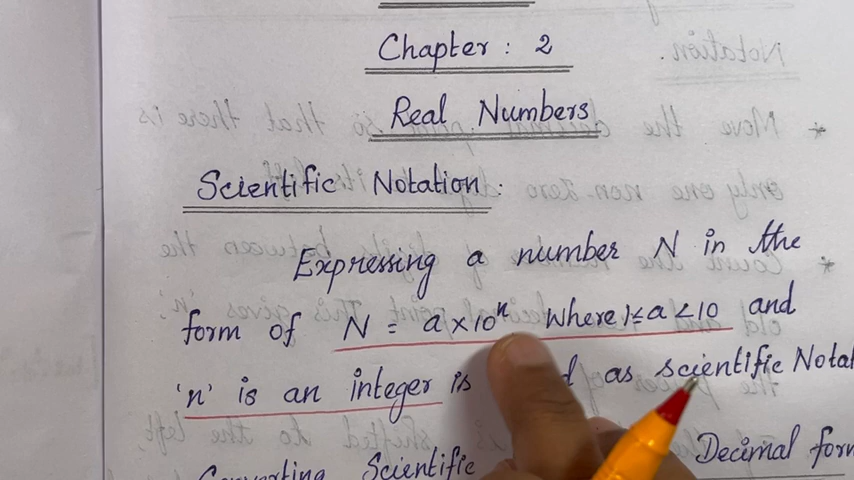 Chapter : 2
Real Numbers
Scientific Notation :
Expressing a number N in the
form of N = a×10ⁿ where 1≤a<10 and
'n' is an integer is as scientific Nota
Converting Scientific Decimal form